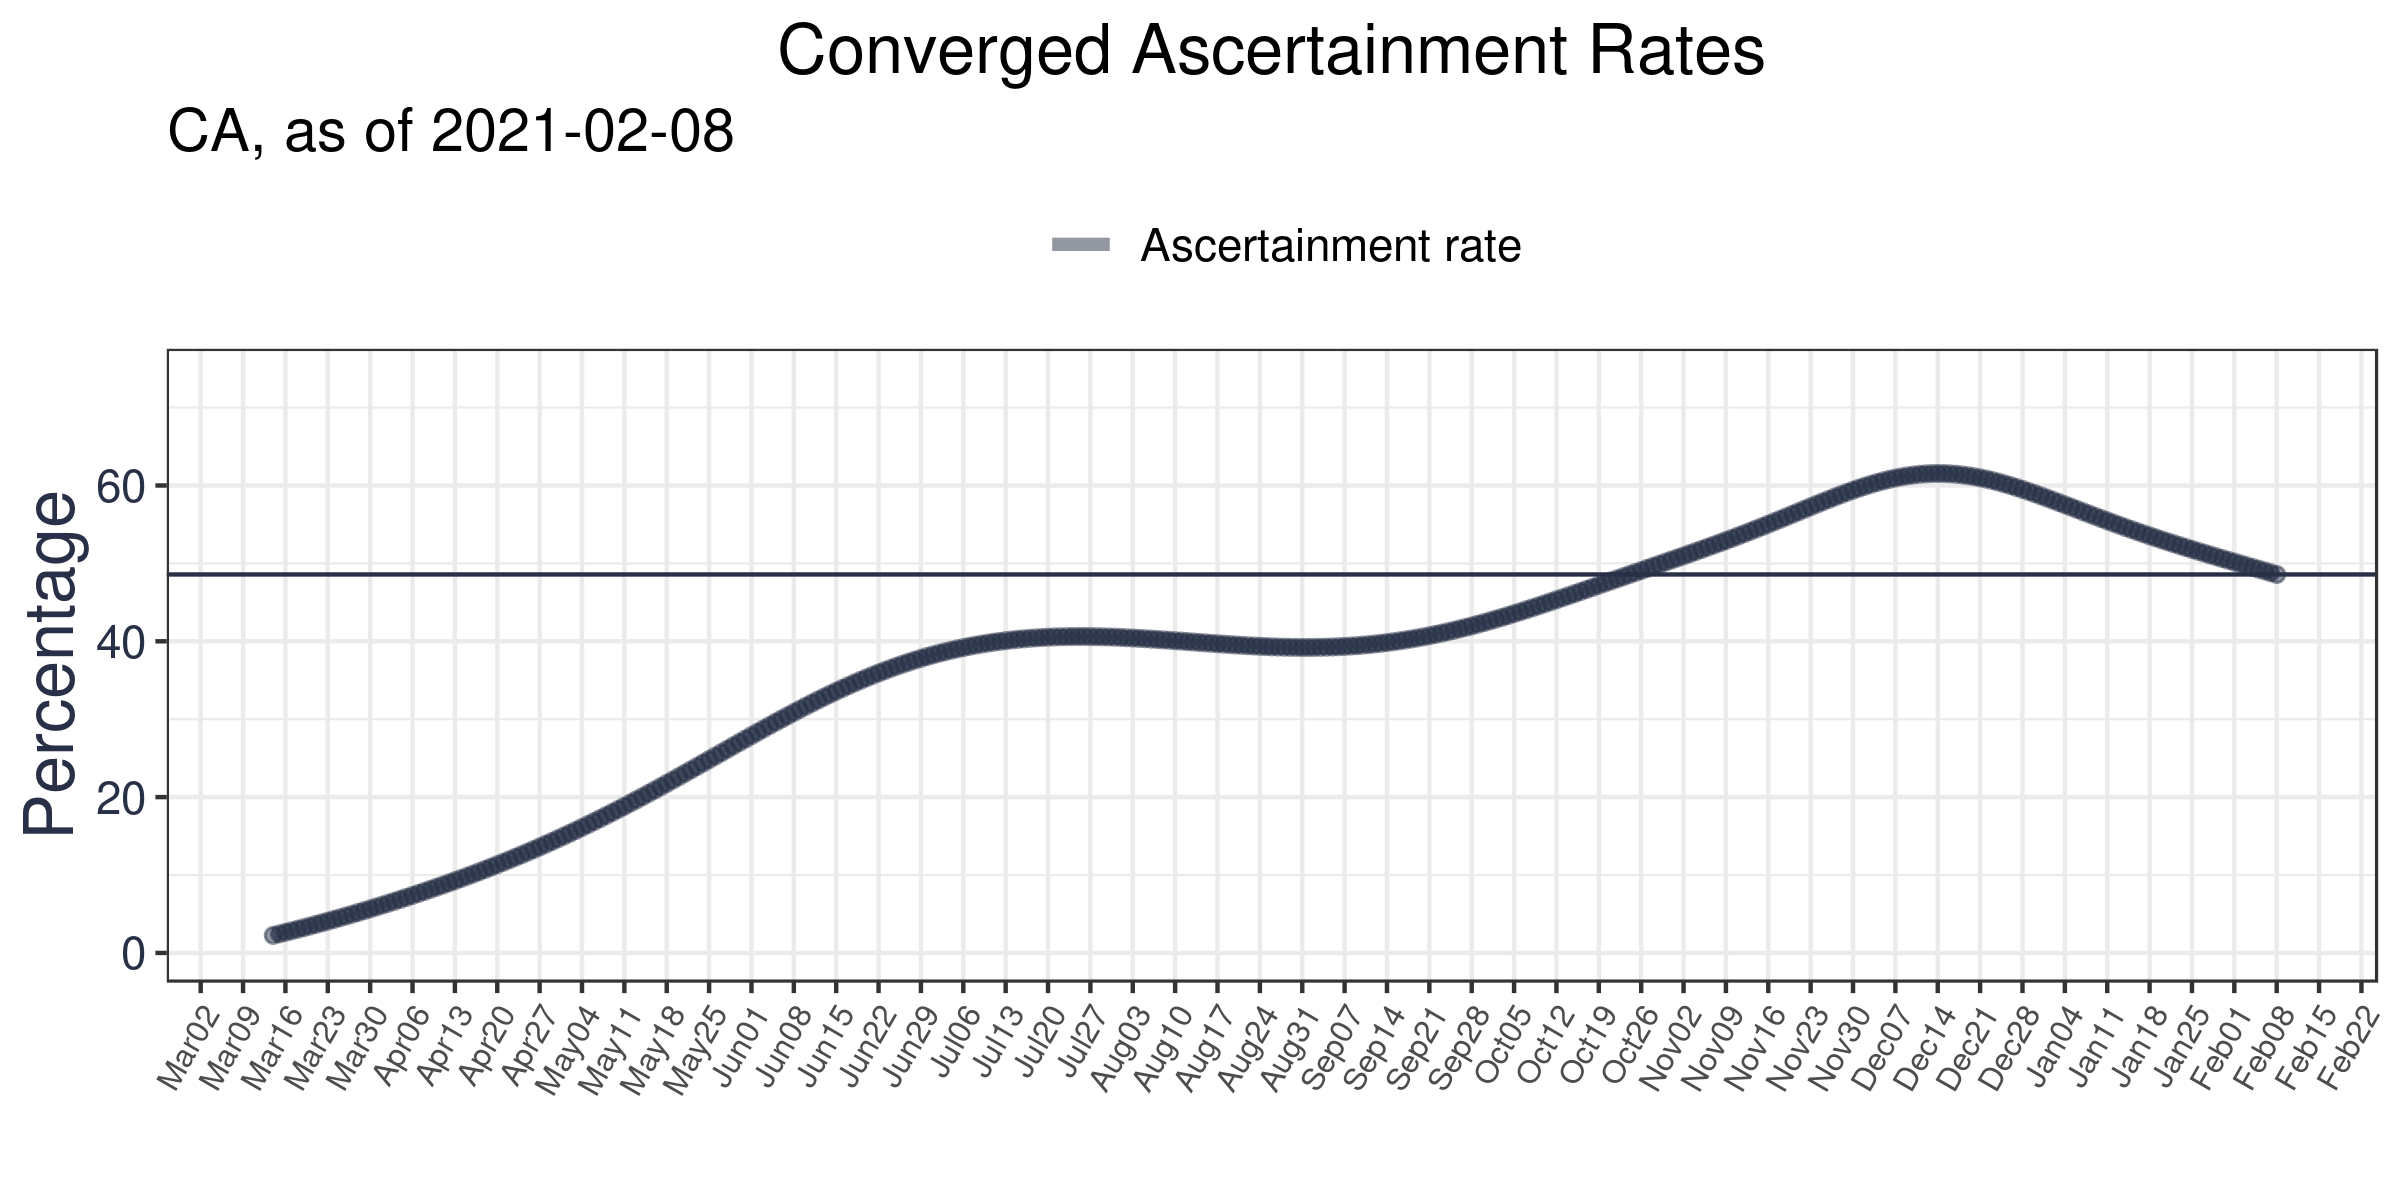 Converged Ascertainment Rates
CA, as of 2021-02-08
Ascertainment rate
Percentage
60
40
20
0
Mar02 Mar09 Mar16 Mar23 Mar30 Apr06 Apr13 Apr20 Apr27 May04 May11 May18 May25 Jun01 Jun08 Jun15 Jun22 Jun29 Jul06 Jul13 Jul20 Jul27 Aug03 Aug10 Aug17 Aug24 Aug31 Sep07 Sep14 Sep21 Sep28 Oct05 Oct12 Oct19 Oct26 Nov02 Nov09 Nov16 Nov23 Nov30 Dec07 Dec14 Dec21 Dec28 Jan04 Jan11 Jan18 Jan25 Feb01 Feb08 Feb15 Feb22